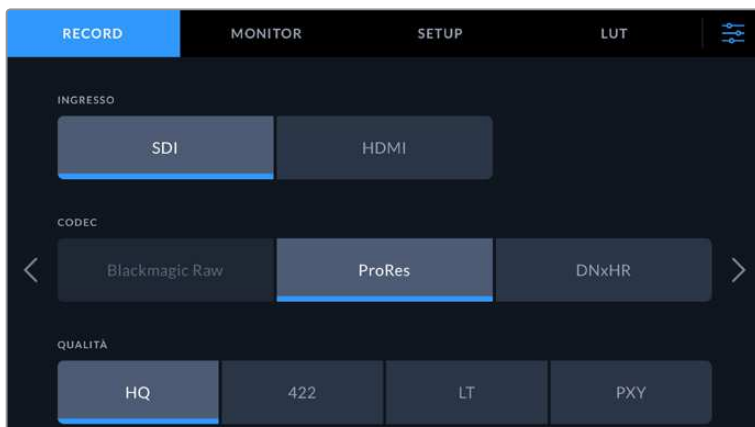 RECORD MONITOR SETUP LUT
INGRESSO
SDI HDMI
CODEC
Blackmagic Raw ProRes DNxHR
QUALITÀ
HQ 422 LT PXY